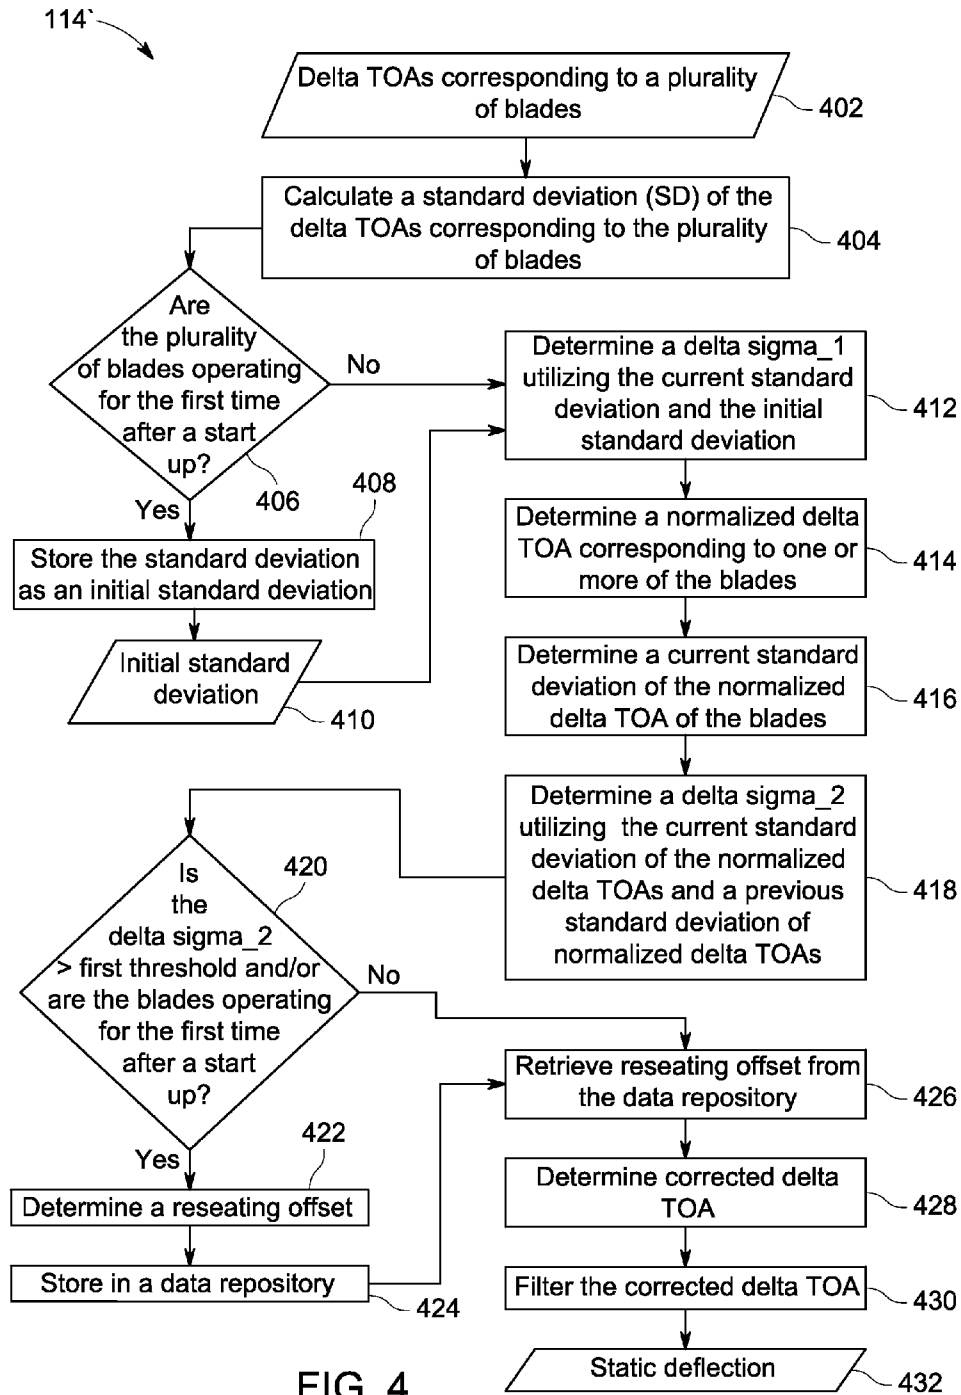 114`
Delta TOAs corresponding to a plurality
of blades
402
Calculate a standard deviation (SD) of the
delta TOAs corresponding to the plurality
of blades
404
Are
the plurality
of blades operating
for the first time
after a start
up?
406
No
Yes
408
Store the standard deviation
as an initial standard deviation
Initial standard
deviation
410
Determine a delta sigma_1
utilizing the current standard
deviation and the initial
standard deviation
412
Determine a normalized delta
TOA corresponding to one or
more of the blades
414
Determine a current standard
deviation of the normalized
delta TOA of the blades
416
Determine a delta sigma_2
utilizing the current standard
deviation of the normalized
delta TOAs and a previous
standard deviation of
normalized delta TOAs
418
420
Is
the
delta sigma_2
> first threshold and/or
are the blades operating
for the first time
after a start
up?
No
Yes
422
Determine a reseating offset
Store in a data repository
424
Retrieve reseating offset from
the data repository
426
Determine corrected delta
TOA
428
Filter the corrected delta TOA
430
Static deflection
432
FIG. 4